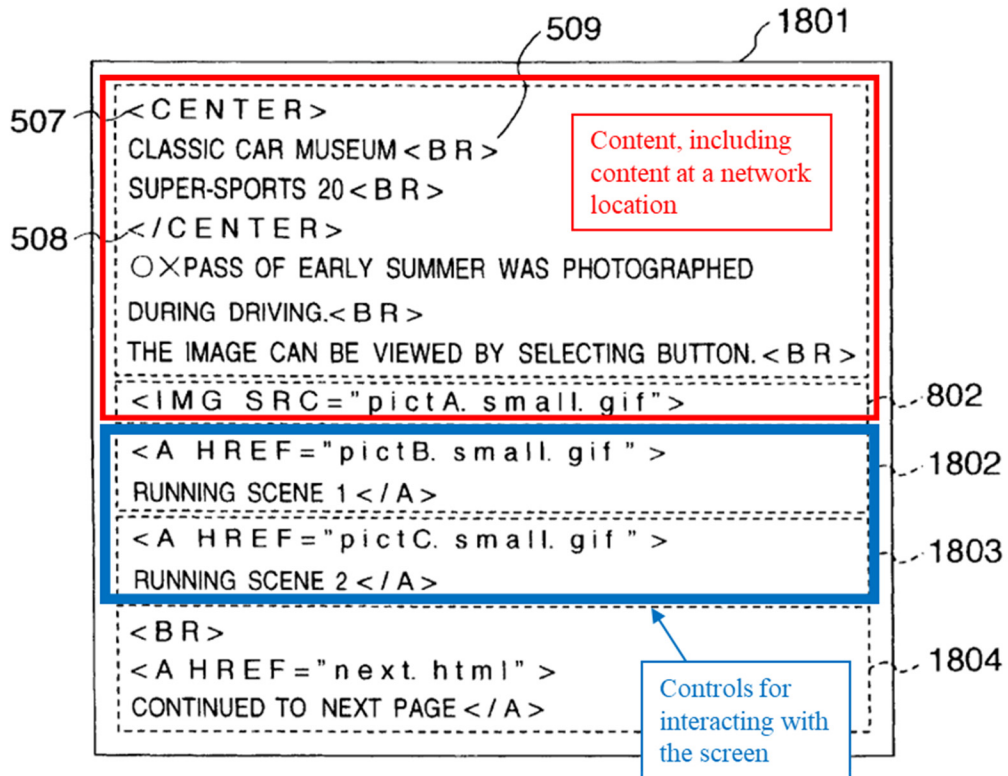 509
1801
507
<CENTER>
CLASSIC CAR MUSEUM<BR>
SUPER-SPORTS 20<BR>
508
</CENTER>
○×PASS OF EARLY SUMMER WAS PHOTOGRAPHED
DURING DRIVING.<BR>
THE IMAGE CAN BE VIEWED BY SELECTING BUTTON.<BR>
Content, including
content at a network
location
<IMG SRC="pictA. small. gif">
802
<A HREF="pictB. small. gif ">
1802
RUNNING SCENE 1</A>
<A HREF="pictC. small. gif ">
1803
RUNNING SCENE 2</A>
<BR>
<A HREF="next. html">
1804
CONTINUED TO NEXT PAGE</A>
Controls for
interacting with
the screen